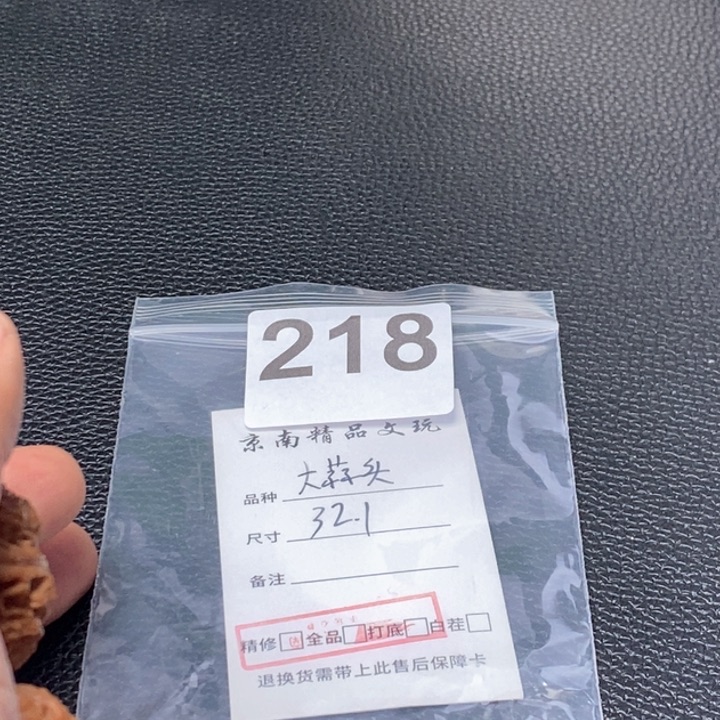 218
京南精品文玩
品种 大蒜头
尺寸 32.1
备注
精修 全品 打底 白茬
退换货需带上此售后保障卡